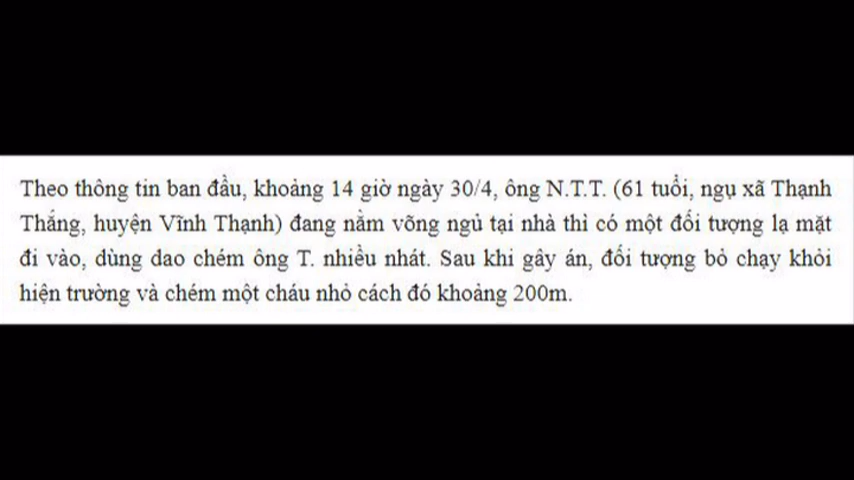 Theo thông tin ban đầu, khoảng 14 giờ ngày 30/4, ông N.T.T. (61 tuổi, ngụ xã Thạnh
Thắng, huyện Vĩnh Thạnh) đang nằm võng ngủ tại nhà thì có một đối tượng lạ mặt
đi vào, dùng dao chém ông T. nhiều nhát. Sau khi gây án, đối tượng bỏ chạy khỏi
hiện trường và chém một cháu nhỏ cách đó khoảng 200m.